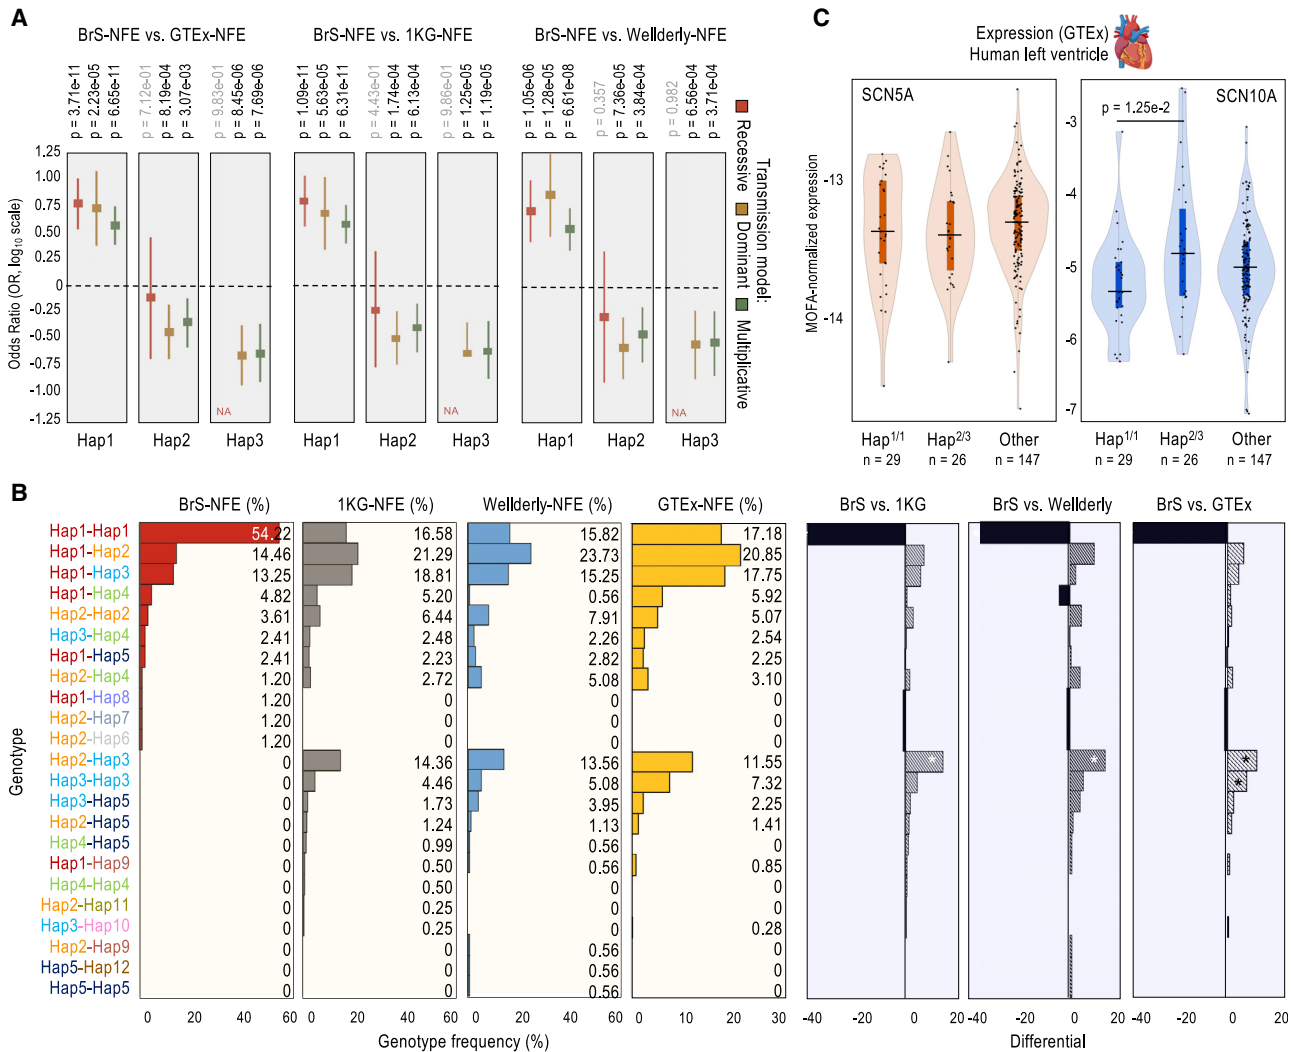 A
BrS-NFE vs. GTEx-NFE
BrS-NFE vs. 1KG-NFE
BrS-NFE vs. Wellderly-NFE
p = 3.71e-11
p = 2.23e-05
p = 6.65e-11
p = 7.12e-01
p = 8.19e-04
p = 3.07e-03
p = 9.83e-01
p = 8.45e-06
p = 7.69e-06
p = 1.09e-11
p = 5.63e-05
p = 6.31e-11
p = 4.43e-01
p = 1.74e-04
p = 6.13e-04
p = 9.86e-01
p = 1.25e-05
p = 1.19e-05
p = 1.05e-06
p = 1.28e-05
p = 6.61e-08
p = 0.357
p = 7.36e-05
p = 3.84e-04
p = 0.982
p = 6.56e-04
p = 3.71e-04
Odds Ratio (OR, log10 scale)
1.25
1.00
0.75
0.50
0.25
0
-0.25
-0.50
-0.75
-1.00
-1.25
NA
NA
NA
Hap1
Hap2
Hap3
Hap1
Hap2
Hap3
Hap1
Hap2
Hap3
Transmission model:
Recessive
Dominant
Multiplicative
C
Expression (GTEx)
Human left ventricle
MOFA-normalized expression
SCN5A
-13
-14
Hap1/1
n = 29
Hap2/3
n = 26
Other
n = 147
SCN10A
p = 1.25e-2
-3
-4
-5
-6
-7
Hap1/1
n = 29
Hap2/3
n = 26
Other
n = 147
B
BrS-NFE (%) 1KG-NFE (%) Wellderly-NFE (%) GTEx-NFE (%) BrS vs. 1KG BrS vs. Wellderly BrS vs. GTEx
Genotype
Hap1-Hap1 54.22 16.58 15.82 17.18
Hap1-Hap2 14.46 21.29 23.73 20.85
Hap1-Hap3 13.25 18.81 15.25 17.75
Hap1-Hap4 4.82 5.20 0.56 5.92
Hap2-Hap2 3.61 6.44 7.91 5.07
Hap3-Hap4 2.41 2.48 2.26 2.54
Hap1-Hap5 2.41 2.23 2.82 2.25
Hap2-Hap4 1.20 2.72 5.08 3.10
Hap1-Hap8 1.20 0 0 0
Hap2-Hap7 1.20 0 0 0
Hap2-Hap6 1.20 0 0 0
Hap2-Hap3 0 14.36 13.56 11.55 * * *
Hap3-Hap3 0 4.46 5.08 7.32 *
Hap3-Hap5 0 1.73 3.95 2.25
Hap2-Hap5 0 1.24 1.13 1.41
Hap4-Hap5 0 0.99 0.56 0
Hap1-Hap9 0 0.50 0.56 0.85
Hap4-Hap4 0 0.50 0 0
Hap2-Hap11 0 0.25 0 0
Hap3-Hap10 0 0.25 0 0.28
Hap2-Hap9 0 0 0.56 0
Hap5-Hap12 0 0 0.56 0
Hap5-Hap5 0 0 0.56 0
0 20 40 60 0 20 40 60 0 20 40 60 0 10 20 30 -40 -20 0 20 -40 -20 0 20 -40 -20 0 20
Genotype frequency (%)
Differential